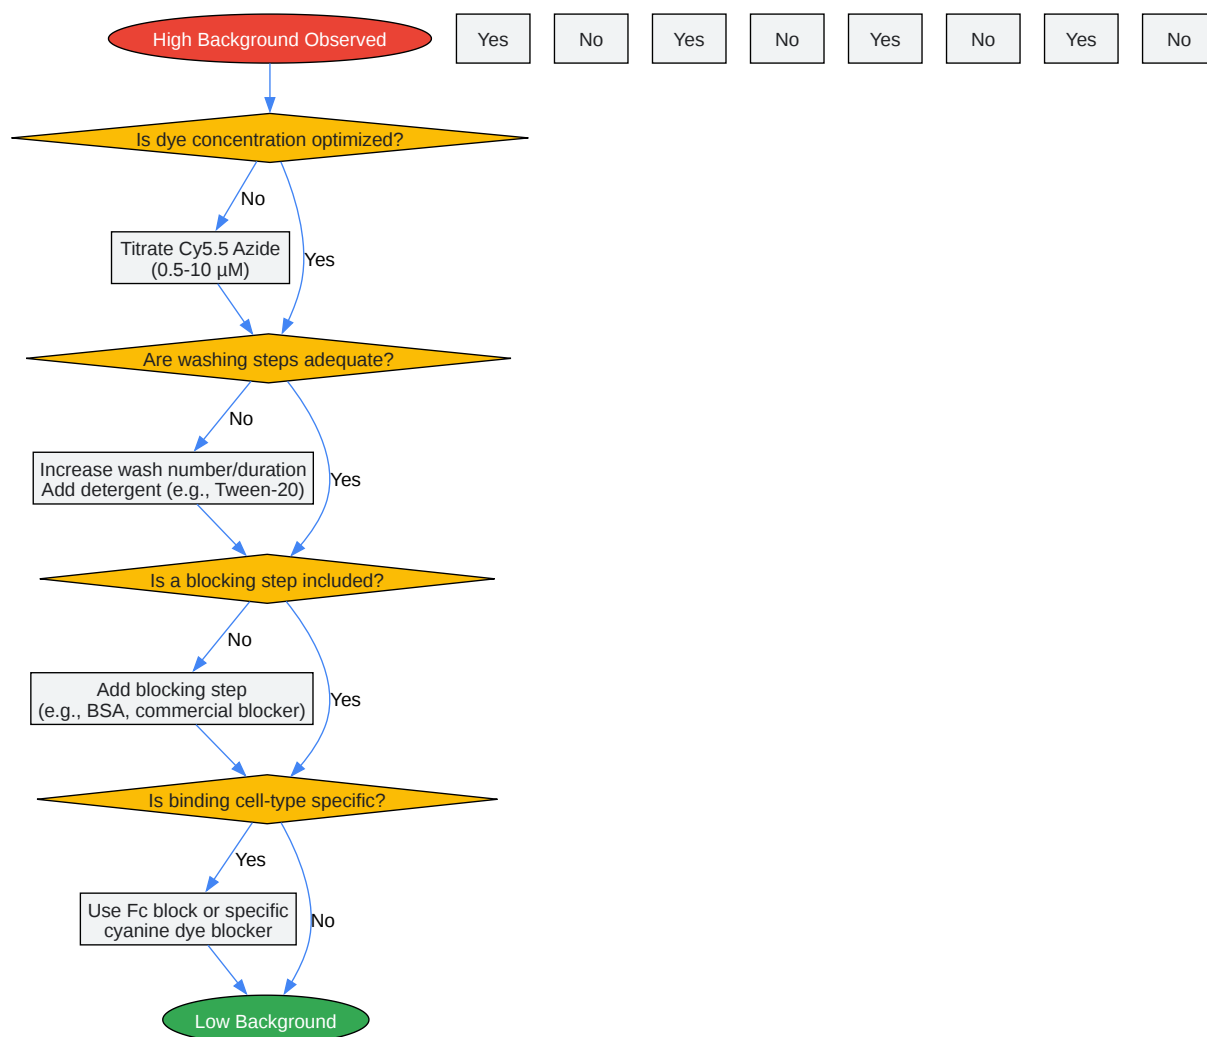 High Background Observed
Yes
No
Yes
No
Yes
No
Yes
No
Is dye concentration optimized?
No
Titrate Cy5.5 Azide
(0.5-10 µM)
Yes
Are washing steps adequate?
No
Increase wash number/duration
Add detergent (e.g., Tween-20)
Yes
Is a blocking step included?
No
Add blocking step
(e.g., BSA, commercial blocker)
Yes
Is binding cell-type specific?
Yes
Use Fc block or specific
cyanine dye blocker
No
Low Background